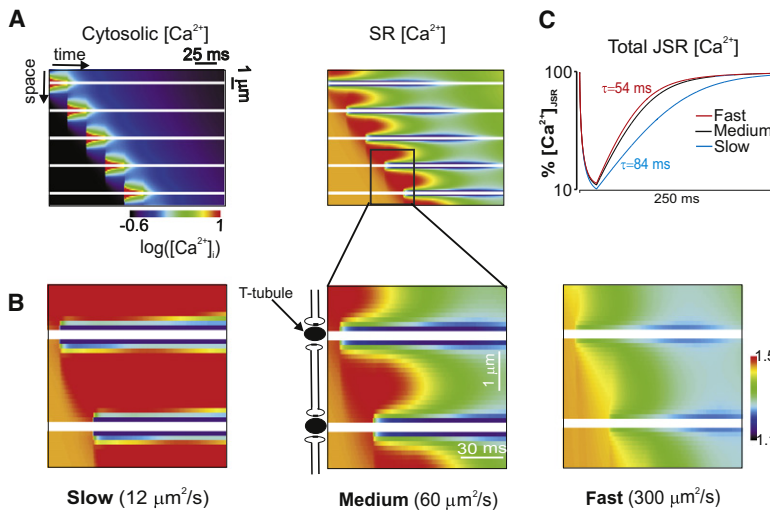 A
Cytosolic [Ca²⁺]
time
25 ms
space
1 μm
-0.6
1
log([Ca²⁺]ᵢ)
SR [Ca²⁺]
C
Total JSR [Ca²⁺]
% [Ca²⁺]JSR
100
10
τ=54 ms
τ=84 ms
Fast
Medium
Slow
250 ms
B
T-tubule
1 μm
30 ms
1.5
Slow (12 μm²/s)
Medium (60 μm²/s)
Fast (300 μm²/s)